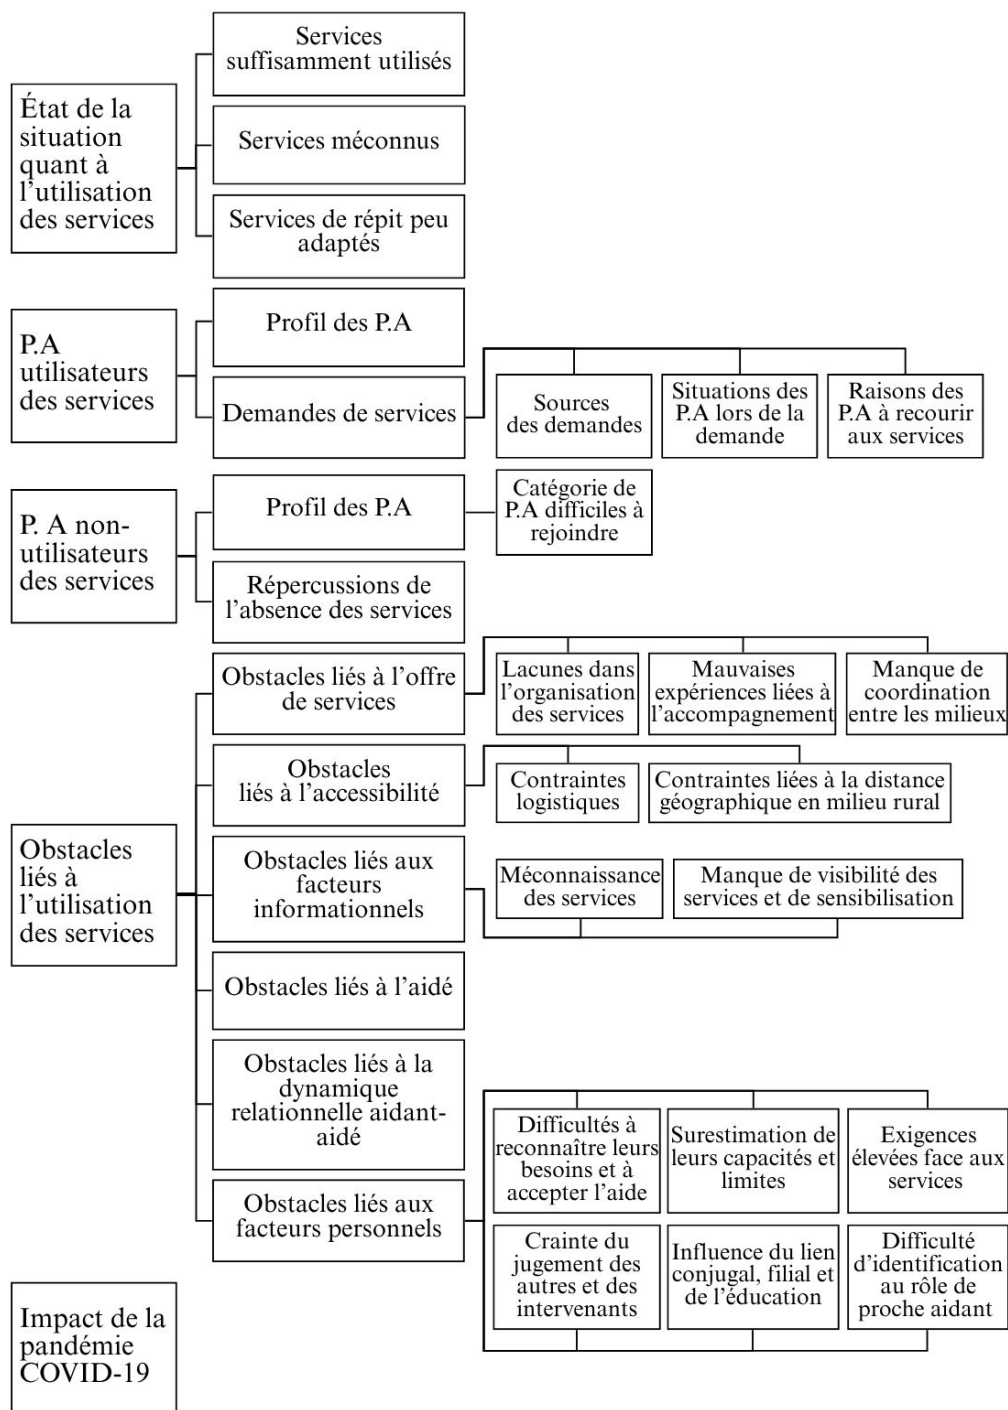 État de la
situation
quant à
l’utilisation
des services
Services
suffisamment utilisés
Services méconnus
Services de répit peu
adaptés
P.A
utilisateurs
des services
Profil des P.A
Demandes de services
Sources
des demandes
Situations des
P.A lors de la
demande
Raisons des
P.A à recourir
aux services
P. A non-
utilisateurs
des services
Profil des P.A
Catégorie de
P.A difficiles à
rejoindre
Répercussions de
l’absence des services
Obstacles
liés à
l’utilisation
des services
Obstacles liés à l’offre
de services
Lacunes dans
l’organisation
des services
Mauvaises
expériences liées à
l’accompagnement
Manque de
coordination
entre les milieux
Obstacles
liés à l’accessibilité
Contraintes
logistiques
Contraintes liées à la distance
géographique en milieu rural
Obstacles liés aux
facteurs
informationnels
Méconnaissance
des services
Manque de visibilité des
services et de sensibilisation
Obstacles liés à l’aidé
Obstacles liés à la
dynamique
relationnelle aidant-
aidé
Obstacles liés aux
facteurs personnels
Difficultés à
reconnaître leurs
besoins et à
accepter l’aide
Surestimation de
leurs capacités et
limites
Exigences
élevées face aux
services
Crainte du
jugement des
autres et des
intervenants
Influence du lien
conjugal, filial et
de l’éducation
Difficulté
d’identification
au rôle de
proche aidant
Impact de la
pandémie
COVID-19